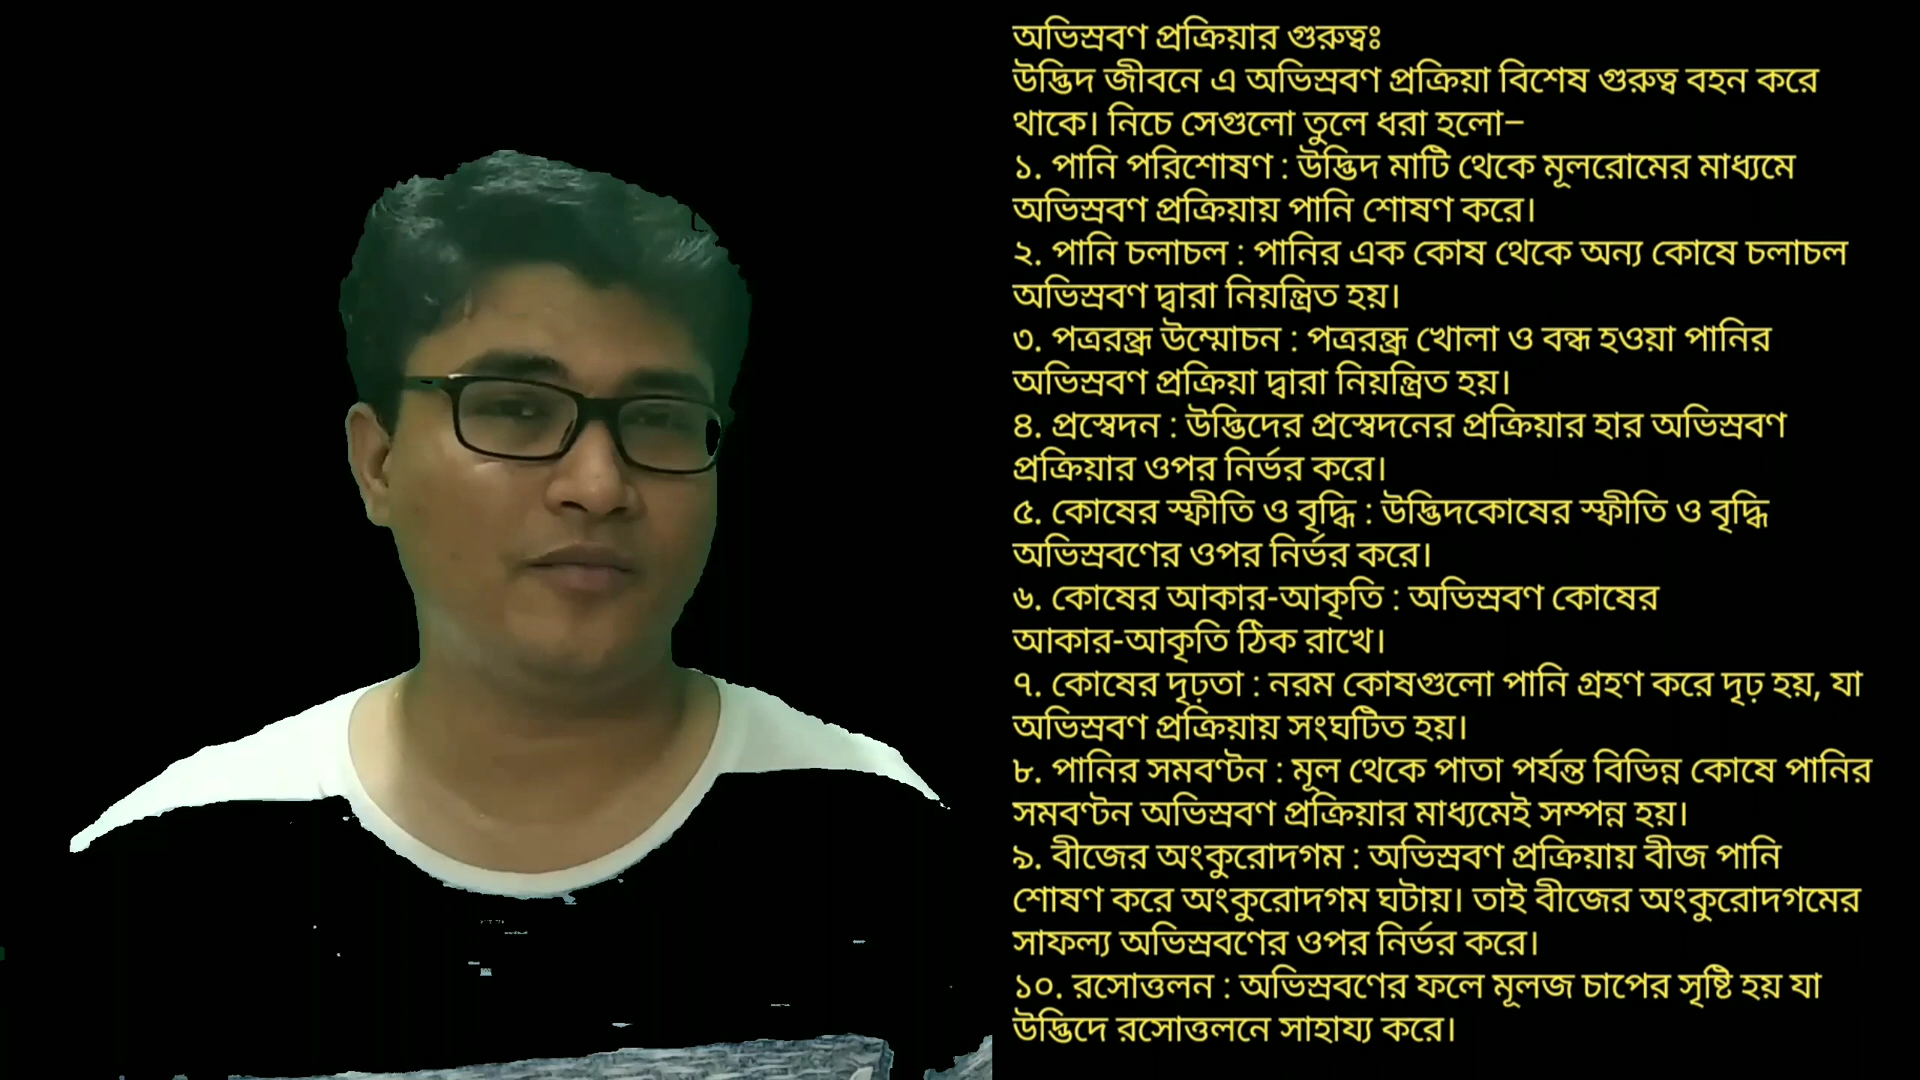 অভিস্রবণ প্রক্রিয়ার গুরুত্বঃ
উদ্ভিদ জীবনে এ অভিস্রবণ প্রক্রিয়া বিশেষ গুরুত্ব বহন করে
থাকে। নিচে সেগুলো তুলে ধরা হলো–
১. পানি পরিশোষণ : উদ্ভিদ মাটি থেকে মূলরোমের মাধ্যমে
অভিস্রবণ প্রক্রিয়ায় পানি শোষণ করে।
২. পানি চলাচল : পানির এক কোষ থেকে অন্য কোষে চলাচল
অভিস্রবণ দ্বারা নিয়ন্ত্রিত হয়।
৩. পত্ররন্ধ্র উম্মোচন : পত্ররন্ধ্র খোলা ও বন্ধ হওয়া পানির
অভিস্রবণ প্রক্রিয়া দ্বারা নিয়ন্ত্রিত হয়।
৪. প্রস্বেদন : উদ্ভিদের প্রস্বেদনের প্রক্রিয়ার হার অভিস্রবণ
প্রক্রিয়ার ওপর নির্ভর করে।
৫. কোষের স্ফীতি ও বৃদ্ধি : উদ্ভিদকোষের স্ফীতি ও বৃদ্ধি
অভিস্রবণের ওপর নির্ভর করে।
৬. কোষের আকার-আকৃতি : অভিস্রবণ কোষের
আকার-আকৃতি ঠিক রাখে।
৭. কোষের দৃঢ়তা : নরম কোষগুলো পানি গ্রহণ করে দৃঢ় হয়, যা
অভিস্রবণ প্রক্রিয়ায় সংঘটিত হয়।
৮. পানির সমবণ্টন : মূল থেকে পাতা পর্যন্ত বিভিন্ন কোষে পানির
সমবণ্টন অভিস্রবণ প্রক্রিয়ার মাধ্যমেই সম্পন্ন হয়।
৯. বীজের অংকুরোদগম : অভিস্রবণ প্রক্রিয়ায় বীজ পানি
শোষণ করে অংকুরোদগম ঘটায়। তাই বীজের অংকুরোদগমের
সাফল্য অভিস্রবণের ওপর নির্ভর করে।
১০. রসোত্তলন : অভিস্রবণের ফলে মূলজ চাপের সৃষ্টি হয় যা
উদ্ভিদে রসোত্তলনে সাহায্য করে।